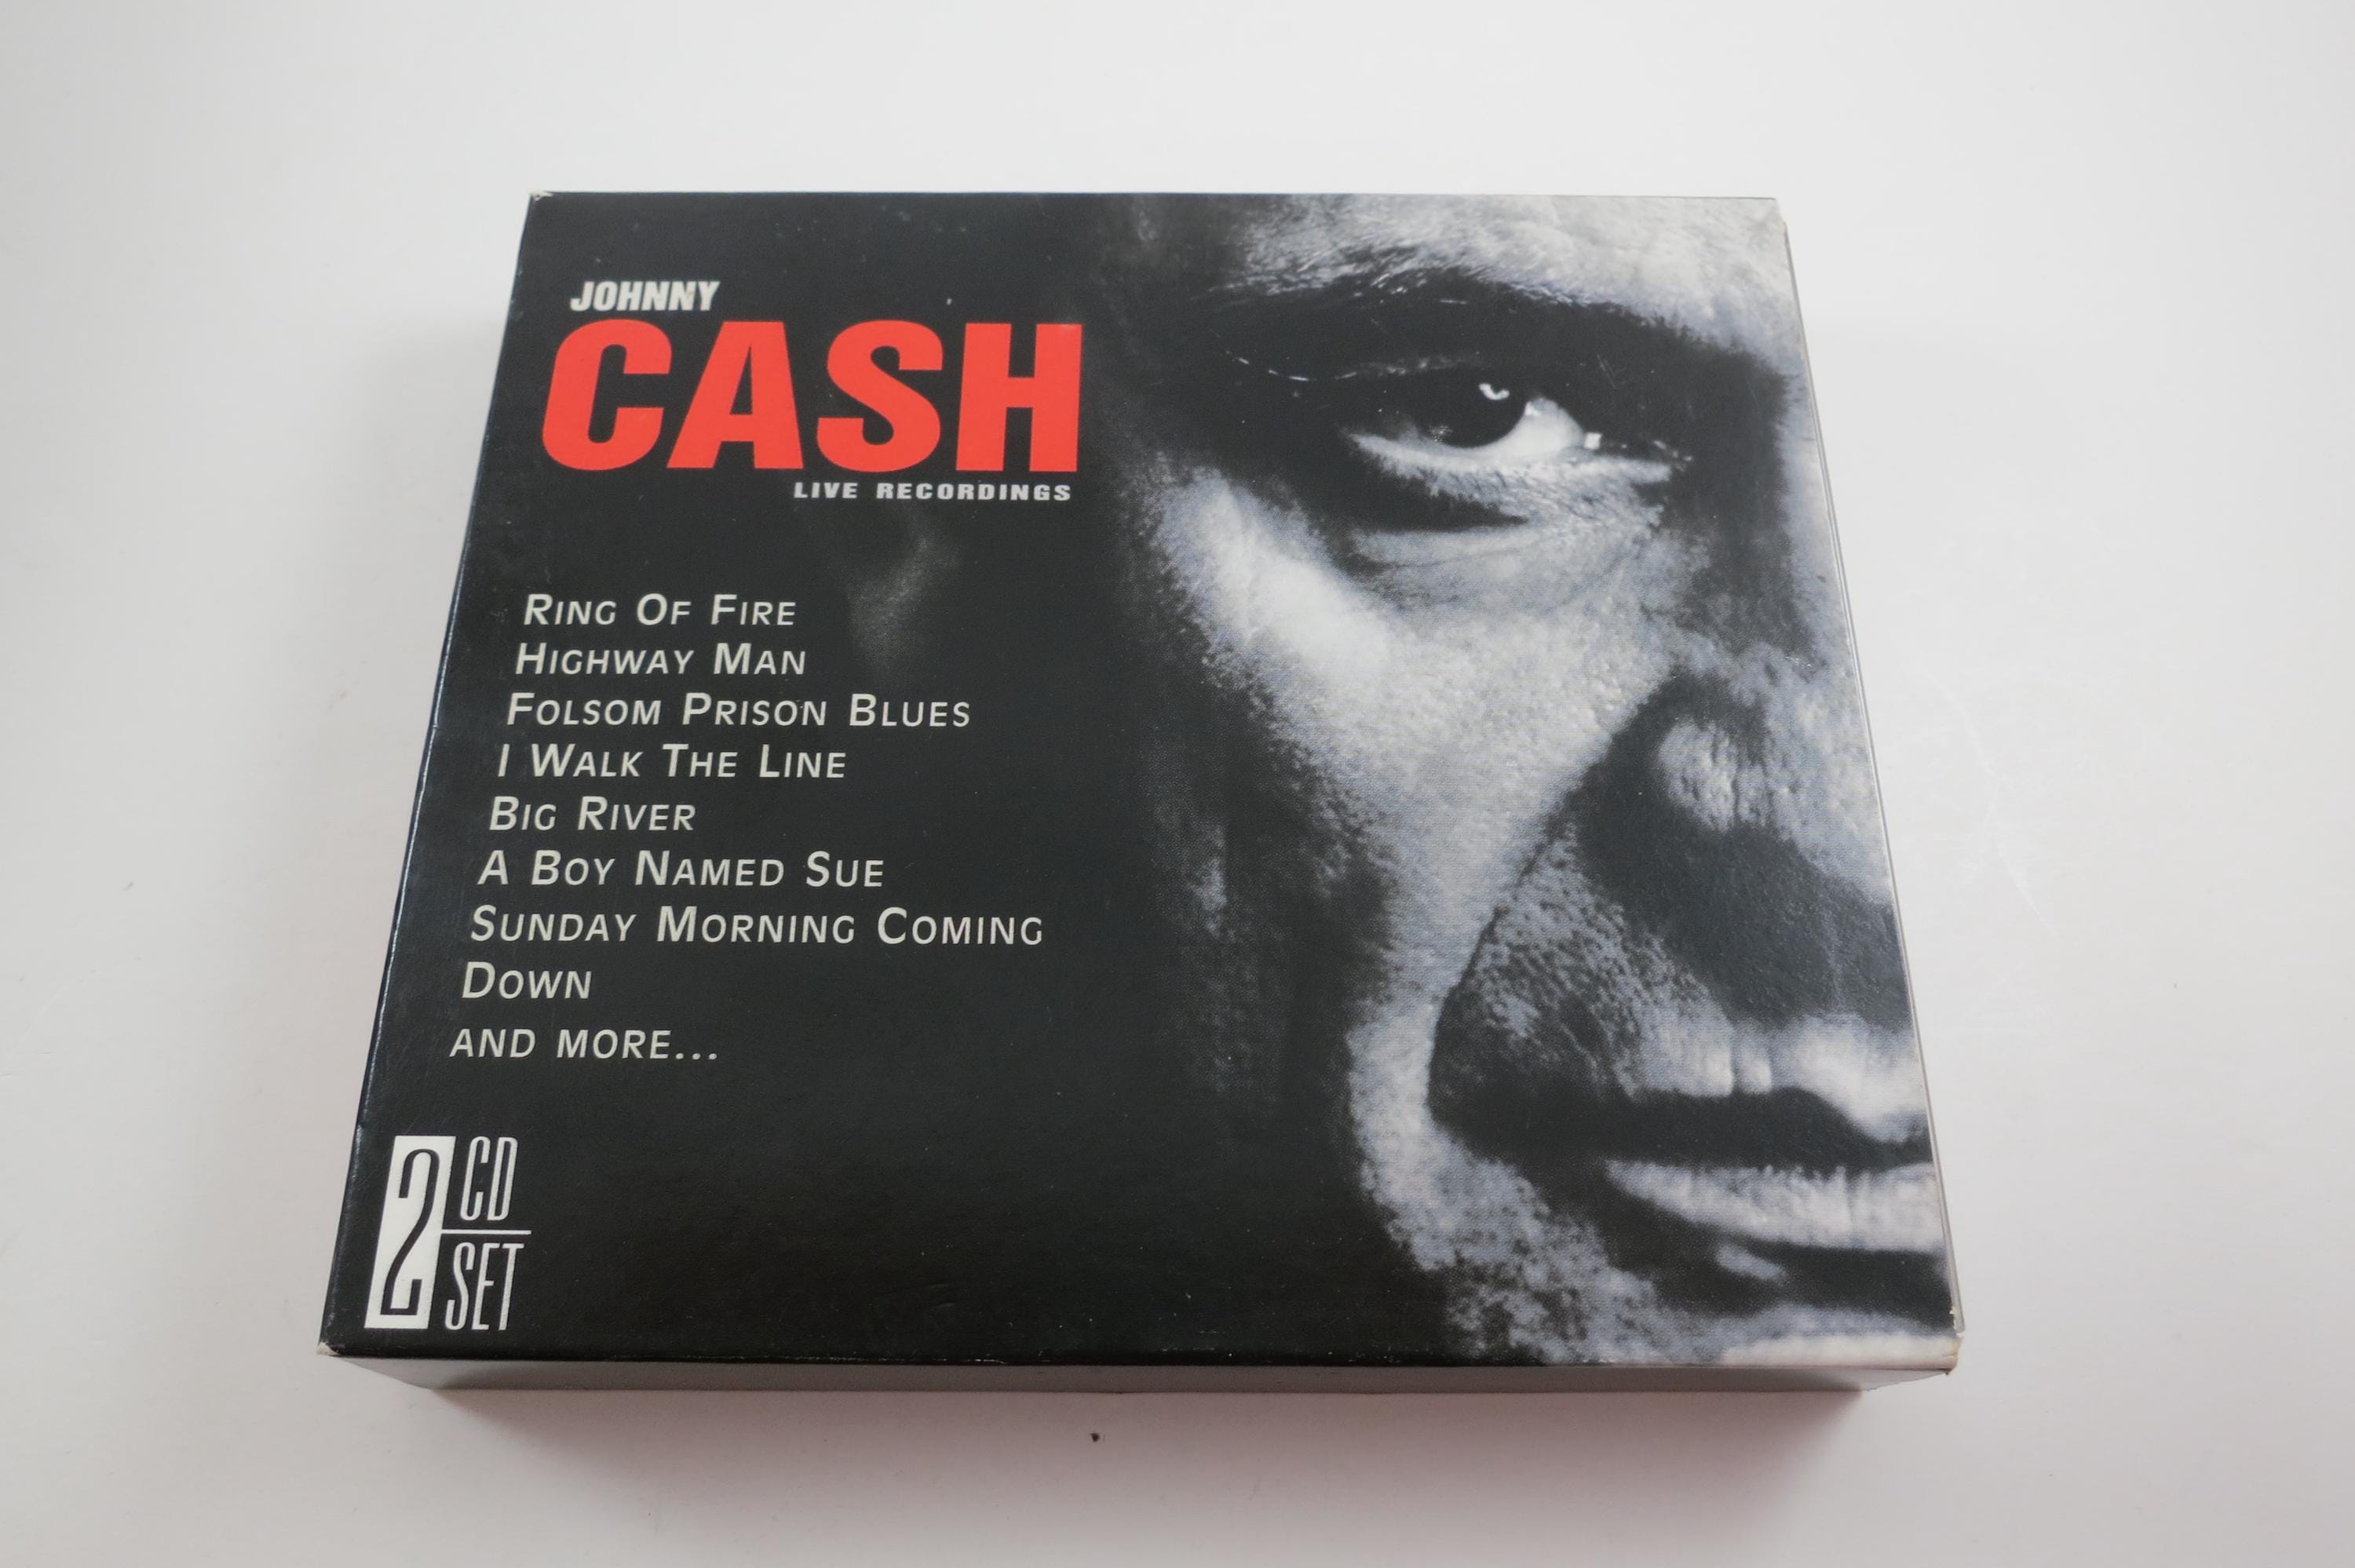 JOHNNY
CASH
LIVE RECORDINGS
RING OF FIRE
HIGHWAY MAN
FOLSOM PRISON BLUES
I WALK THE LINE
BIG RIVER
A BOY NAMED SUE
SUNDAY MORNING COMING
DOWN
AND MORE...
2 CD
SET